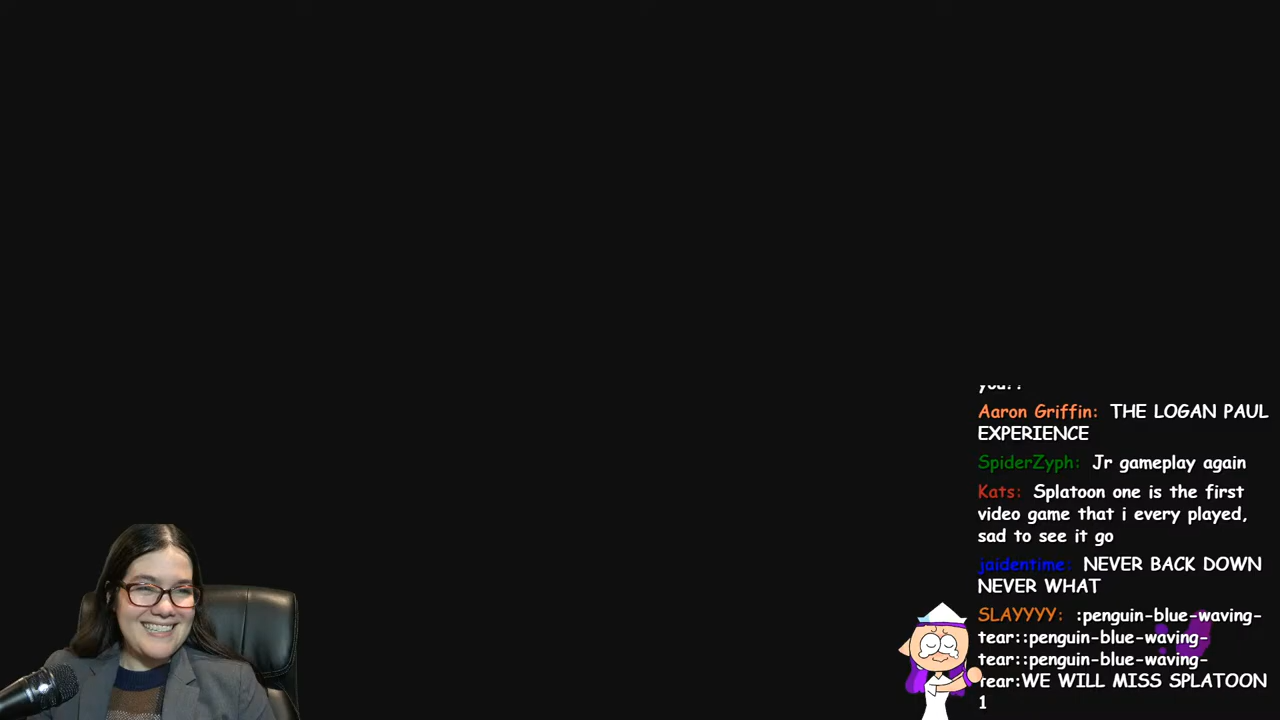 you??
Aaron Griffin: THE LOGAN PAUL
EXPERIENCE
SpiderZyph: Jr gameplay again
Kats: Splatoon one is the first
video game that i every played,
sad to see it go
jaidentime: NEVER BACK DOWN
NEVER WHAT
SLAYYYY: :penguin-blue-waving-
tear::penguin-blue-waving-
tear::penguin-blue-waving-
tear:WE WILL MISS SPLATOON
1